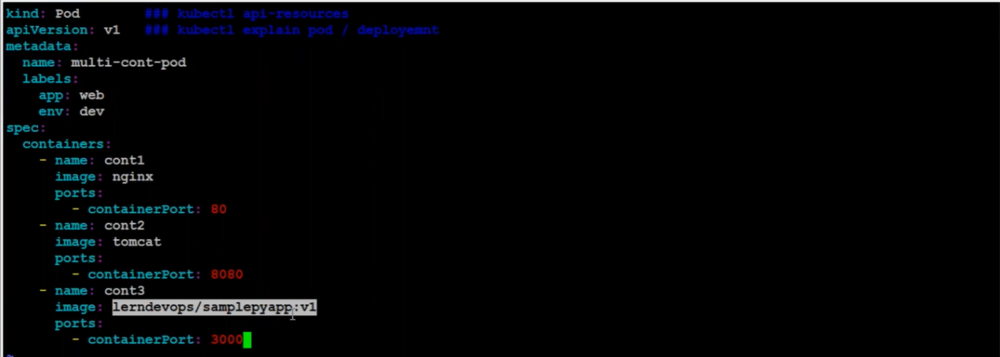 kind: Pod        ### kubectl api-resources
apiVersion: v1   ### kubectl explain pod / deployemnt
metadata:
  name: multi-cont-pod
  labels:
    app: web
    env: dev
spec:
  containers:
    - name: cont1
      image: nginx
      ports:
        - containerPort: 80
    - name: cont2
      image: tomcat
      ports:
        - containerPort: 8080
    - name: cont3
      image: lerndevops/samplepyapp:v1
      ports:
        - containerPort: 3000
~